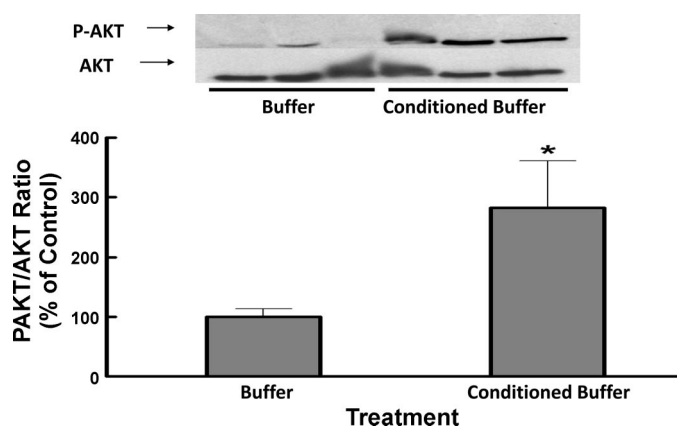 P-AKT
AKT
Buffer
Conditioned Buffer
400
300
200
100
0
PAKT/AKT Ratio
(% of Control)
*
Buffer
Conditioned Buffer
Treatment